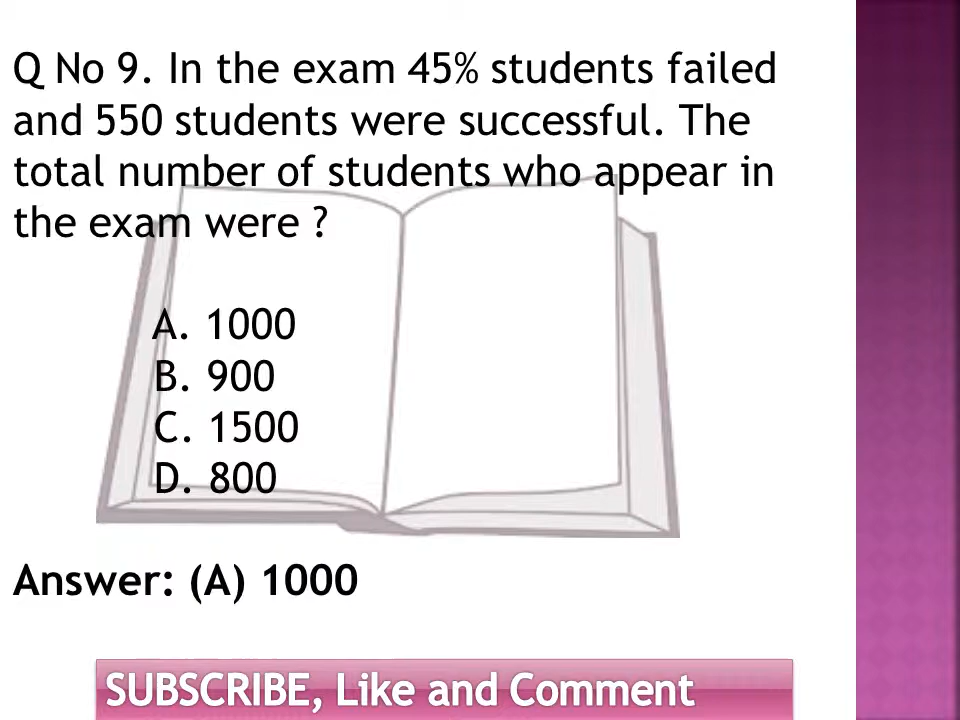 Q No 9. In the exam 45% students failed
and 550 students were successful. The
total number of students who appear in
the exam were ?
A. 1000
B. 900
C. 1500
D. 800
Answer: (A) 1000
SUBSCRIBE, Like and Comment